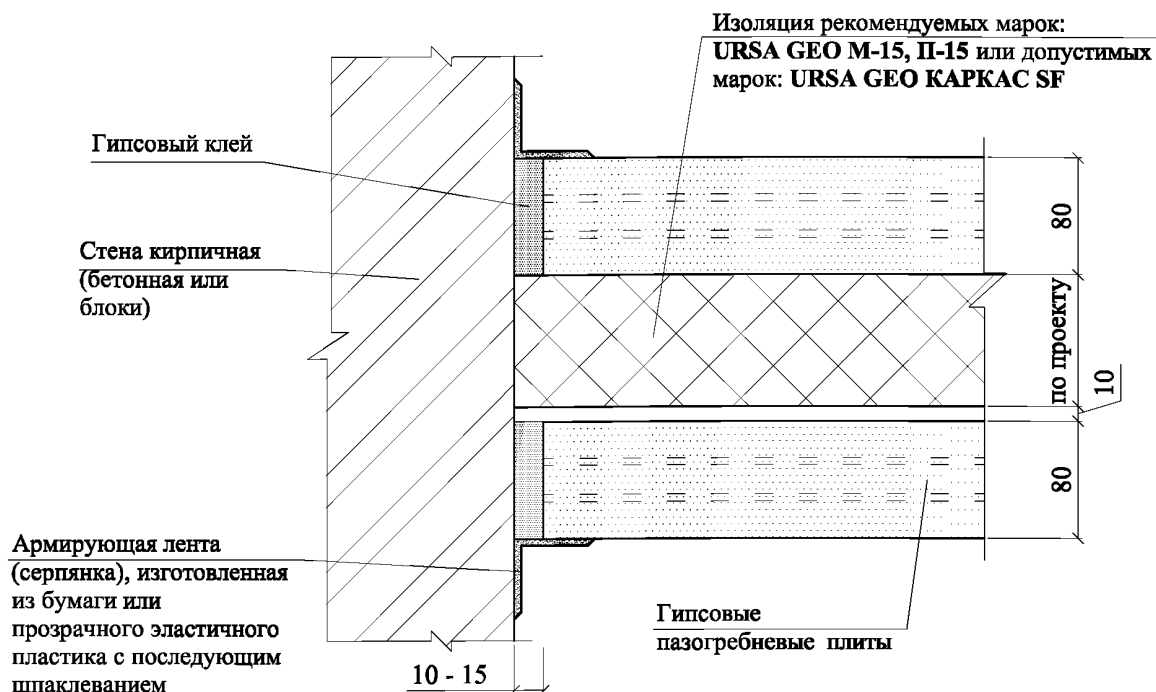 Изоляция рекомендуемых марок:
URSA GEO М-15, П-15 или допустимых
марок: URSA GEO КАРКАС SF
Гипсовый клей
80
Стена кирпичная
(бетонная или
блоки)
по проекту
10
80
Армирующая лента
(серпянка), изготовленная
из бумаги или
прозрачного эластичного
пластика с последующим
шпаклеванием
Гипсовые
пазогребневые плиты
10 - 15